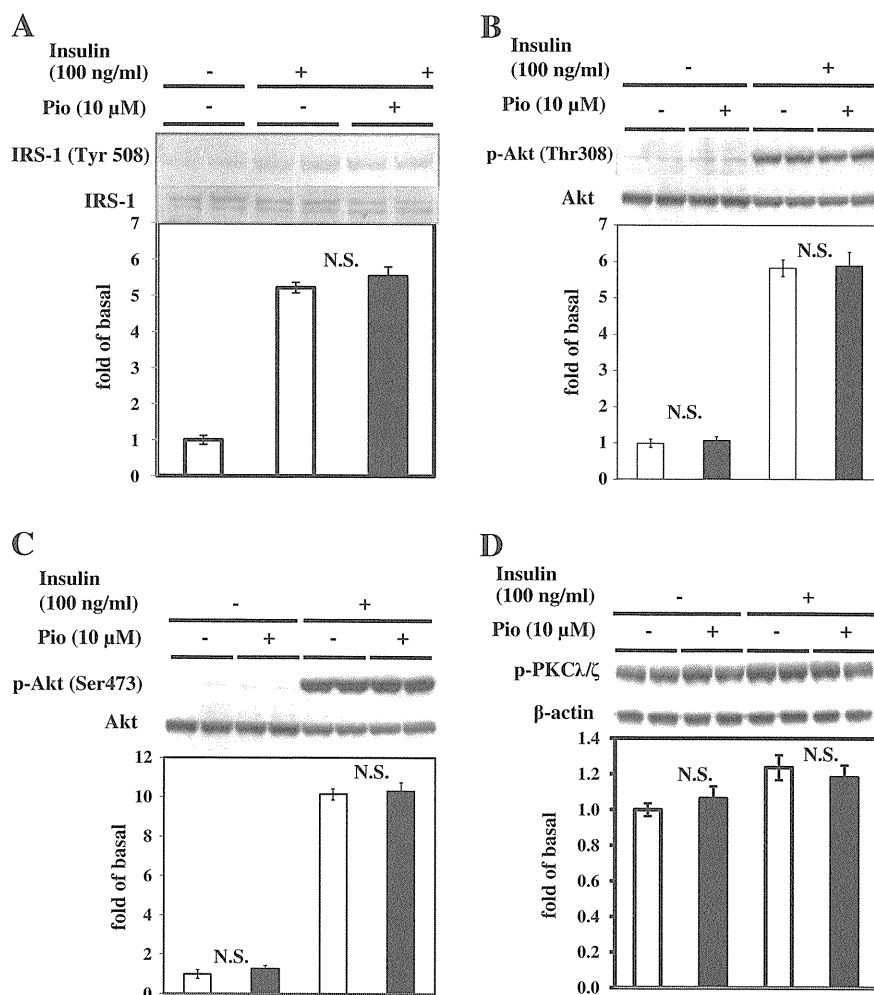 A
Insulin
(100 ng/ml) - + +
Pio (10 µM) - - +
IRS-1 (Tyr 508)
IRS-1
7
6
5
4
3
2
1
0
fold of basal
N.S.
B
Insulin
(100 ng/ml) - +
Pio (10 µM) - + - +
p-Akt (Thr308)
Akt
7
6
5
4
3
2
1
0
fold of basal
N.S.
N.S.
C
Insulin
(100 ng/ml) - +
Pio (10 µM) - + - +
p-Akt (Ser473)
Akt
12
10
8
6
4
2
0
fold of basal
N.S.
N.S.
D
Insulin
(100 ng/ml) - +
Pio (10 µM) - + - +
p-PKCλ/ζ
β-actin
1.4
1.2
1.0
0.8
0.6
0.4
0.2
0.0
fold of basal
N.S.
N.S.